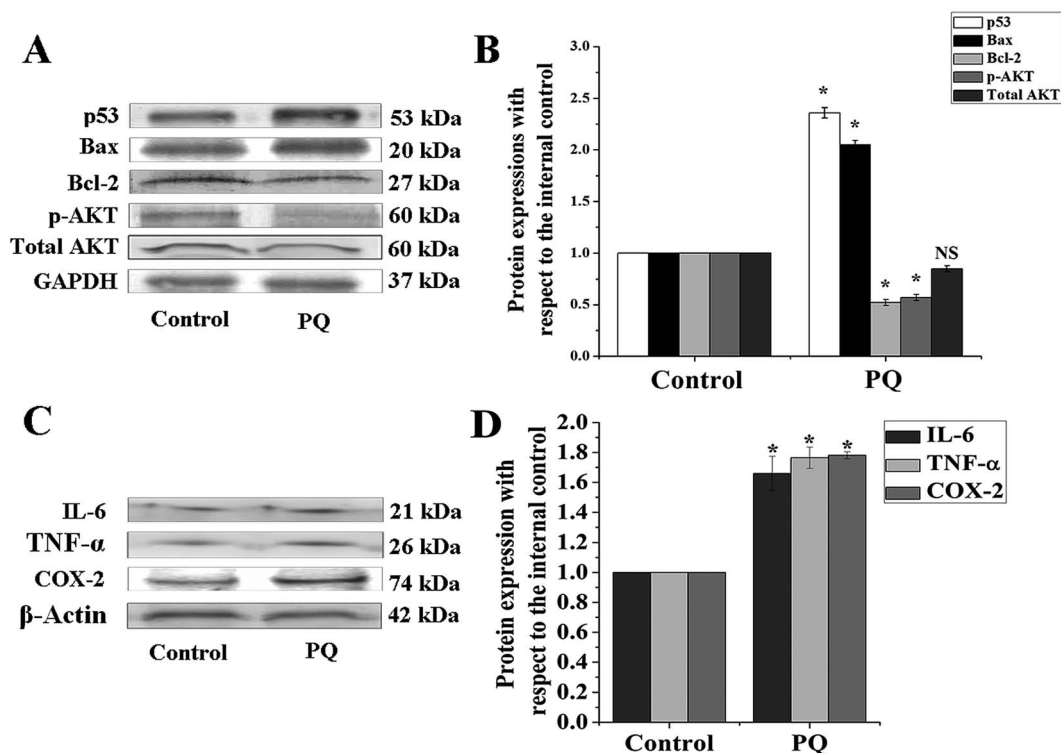 A
p53
53 kDa
Bax
20 kDa
Bcl-2
27 kDa
p-AKT
60 kDa
Total AKT
60 kDa
GAPDH
37 kDa
Control
PQ
B
p53
Bax
Bcl-2
p-AKT
Total AKT
Protein expressions with
respect to the internal control
3.0
2.5
2.0
1.5
1.0
0.5
0.0
*
*
*
*
NS
Control
PQ
C
IL-6
21 kDa
TNF-α
26 kDa
COX-2
74 kDa
β-Actin
42 kDa
Control
PQ
D
IL-6
TNF-α
COX-2
Protein expression with
respect to the internal control
2.0
1.8
1.6
1.4
1.2
1.0
0.8
0.6
0.4
0.2
0.0
*
*
*
Control
PQ